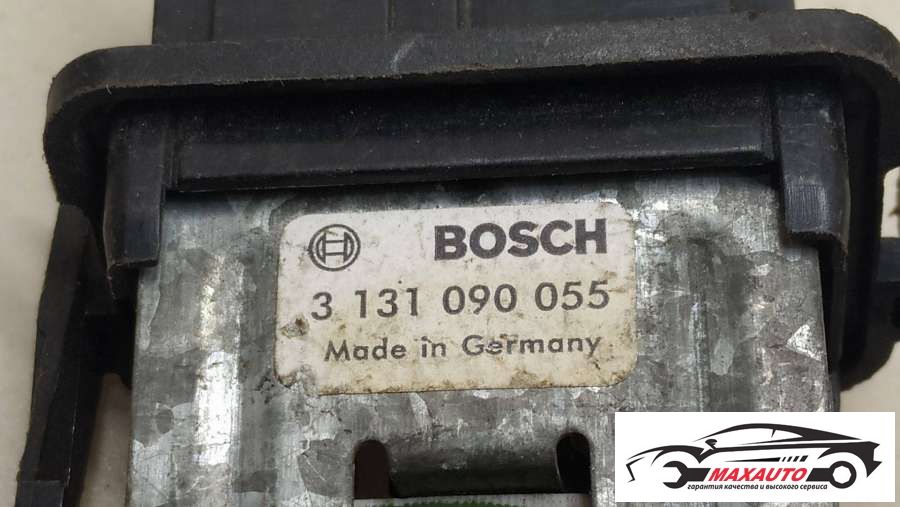 BOSCH
3 131 090 055
Made in Germany
MAXAUTO
гарантия качества и высокого сервиса